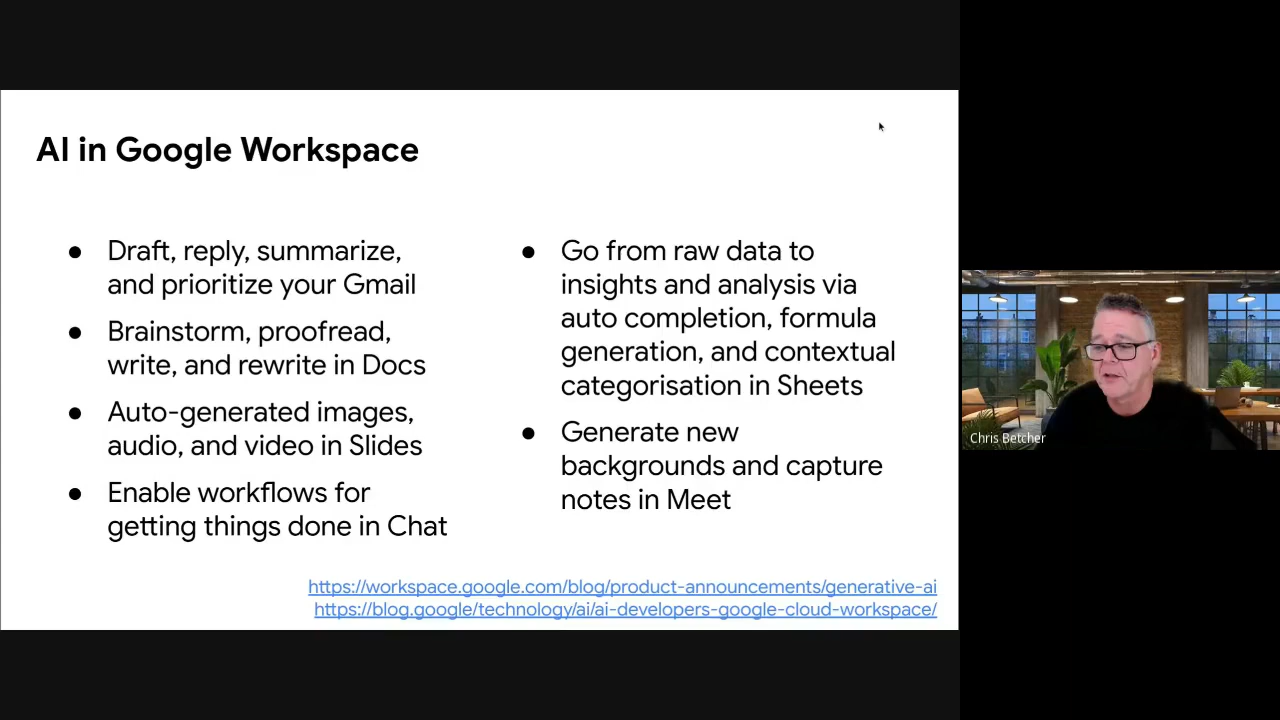 AI in Google Workspace
● Draft, reply, summarize,
and prioritize your Gmail
● Brainstorm, proofread,
write, and rewrite in Docs
● Auto-generated images,
audio, and video in Slides
● Enable workflows for
getting things done in Chat
● Go from raw data to
insights and analysis via
auto completion, formula
generation, and contextual
categorisation in Sheets
● Generate new
backgrounds and capture
notes in Meet
https://workspace.google.com/blog/product-announcements/generative-ai
https://blog.google/technology/ai/ai-developers-google-cloud-workspace/
Chris Betcher